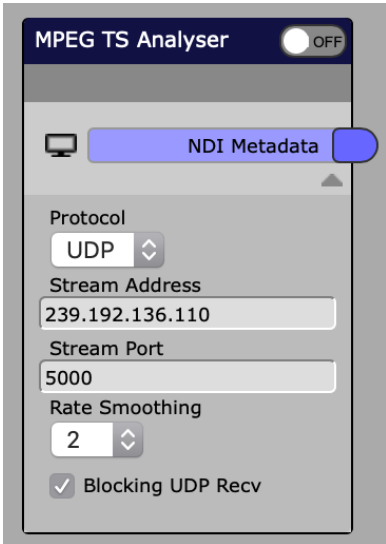 MPEG TS Analyser OFF
NDI Metadata
Protocol
UDP
Stream Address
239.192.136.110
Stream Port
5000
Rate Smoothing
2
Blocking UDP Recv